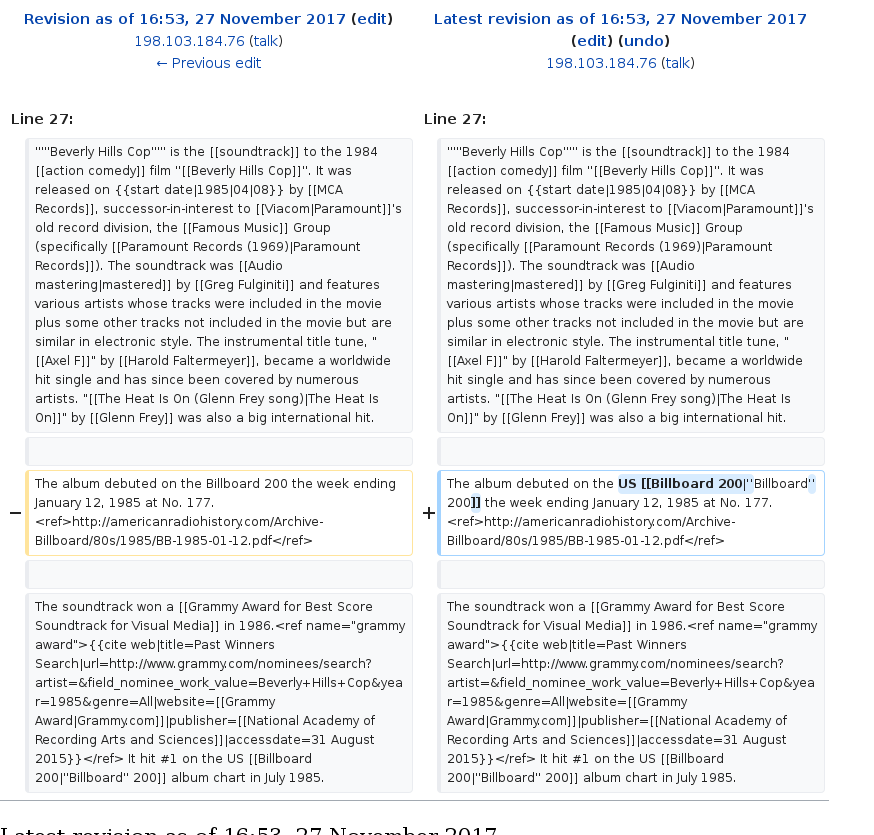 Revision as of 16:53, 27 November 2017 (edit)
198.103.184.76 (talk)
← Previous edit
Latest revision as of 16:53, 27 November 2017
(edit) (undo)
198.103.184.76 (talk)
Line 27:
'''''Beverly Hills Cop''''' is the [[soundtrack]] to the 1984
[[action comedy]] film ''[[Beverly Hills Cop]]''. It was
released on {{start date|1985|04|08}} by [[MCA
Records]], successor-in-interest to [[Viacom|Paramount]]'s
old record division, the [[Famous Music]] Group
(specifically [[Paramount Records (1969)|Paramount
Records]]). The soundtrack was [[Audio
mastering|mastered]] by [[Greg Fulginiti]] and features
various artists whose tracks were included in the movie
plus some other tracks not included in the movie but are
similar in electronic style. The instrumental title tune, "
[[Axel F]]" by [[Harold Faltermeyer]], became a worldwide
hit single and has since been covered by numerous
artists. "[[The Heat Is On (Glenn Frey song)|The Heat Is
On]]" by [[Glenn Frey]] was also a big international hit.
− The album debuted on the Billboard 200 the week ending
January 12, 1985 at No. 177.
<ref>http://americanradiohistory.com/Archive-
Billboard/80s/1985/BB-1985-01-12.pdf</ref>
The soundtrack won a [[Grammy Award for Best Score
Soundtrack for Visual Media]] in 1986.<ref name="grammy
award">{{cite web|title=Past Winners
Search|url=http://www.grammy.com/nominees/search?
artist=&field_nominee_work_value=Beverly+Hills+Cop&yea
r=1985&genre=All|website=[[Grammy
Award|Grammy.com]]|publisher=[[National Academy of
Recording Arts and Sciences]]|accessdate=31 August
2015}}</ref> It hit #1 on the US [[Billboard
200|''Billboard'' 200]] album chart in July 1985.
Line 27:
'''''Beverly Hills Cop''''' is the [[soundtrack]] to the 1984
[[action comedy]] film ''[[Beverly Hills Cop]]''. It was
released on {{start date|1985|04|08}} by [[MCA
Records]], successor-in-interest to [[Viacom|Paramount]]'s
old record division, the [[Famous Music]] Group
(specifically [[Paramount Records (1969)|Paramount
Records]]). The soundtrack was [[Audio
mastering|mastered]] by [[Greg Fulginiti]] and features
various artists whose tracks were included in the movie
plus some other tracks not included in the movie but are
similar in electronic style. The instrumental title tune, "
[[Axel F]]" by [[Harold Faltermeyer]], became a worldwide
hit single and has since been covered by numerous
artists. "[[The Heat Is On (Glenn Frey song)|The Heat Is
On]]" by [[Glenn Frey]] was also a big international hit.
+ The album debuted on the US [[Billboard 200|''Billboard''
200]] the week ending January 12, 1985 at No. 177.
<ref>http://americanradiohistory.com/Archive-
Billboard/80s/1985/BB-1985-01-12.pdf</ref>
The soundtrack won a [[Grammy Award for Best Score
Soundtrack for Visual Media]] in 1986.<ref name="grammy
award">{{cite web|title=Past Winners
Search|url=http://www.grammy.com/nominees/search?
artist=&field_nominee_work_value=Beverly+Hills+Cop&yea
r=1985&genre=All|website=[[Grammy
Award|Grammy.com]]|publisher=[[National Academy of
Recording Arts and Sciences]]|accessdate=31 August
2015}}</ref> It hit #1 on the US [[Billboard
200|''Billboard'' 200]] album chart in July 1985.
Latest revision as of 16:53, 27 November 2017